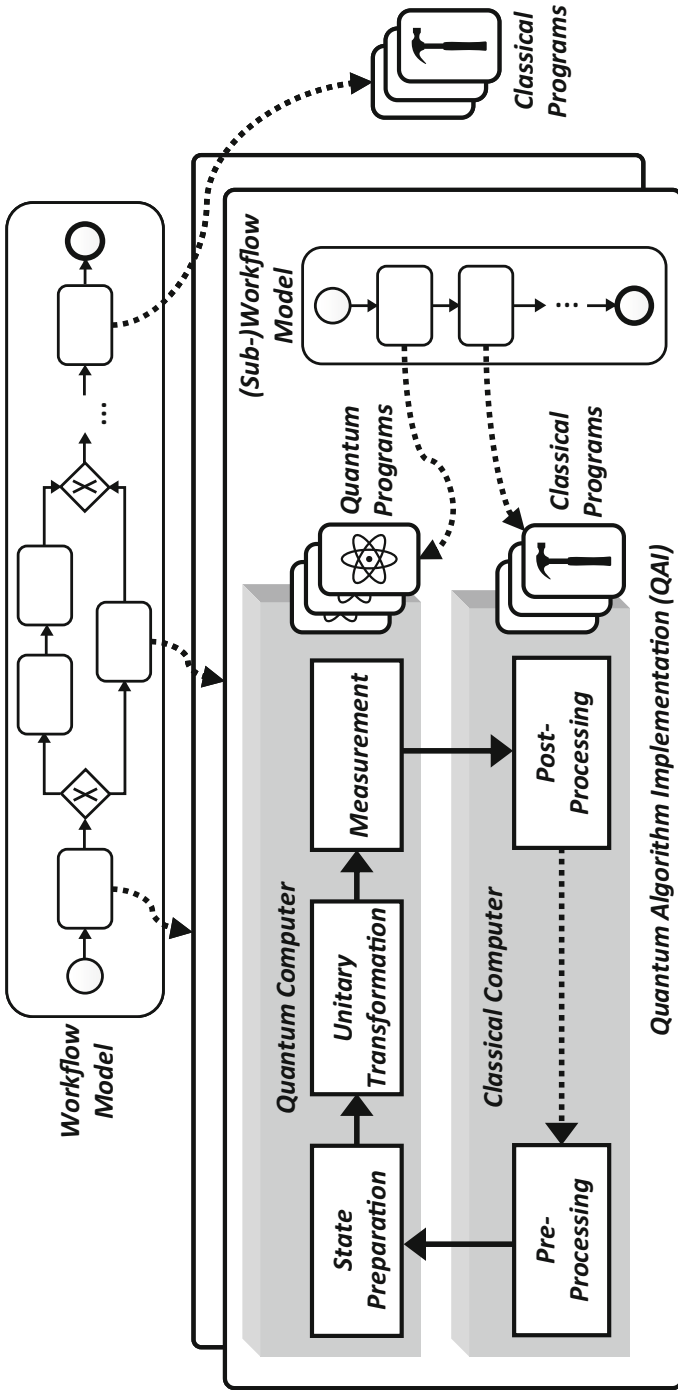 Workflow
Model
...
Classical
Programs
(Sub-)Workflow
Model
...
Quantum
Programs
Classical
Programs
Quantum Computer
State
Preparation
Unitary
Transformation
Measurement
Classical Computer
Pre-
Processing
Post-
Processing
Quantum Algorithm Implementation (QAI)